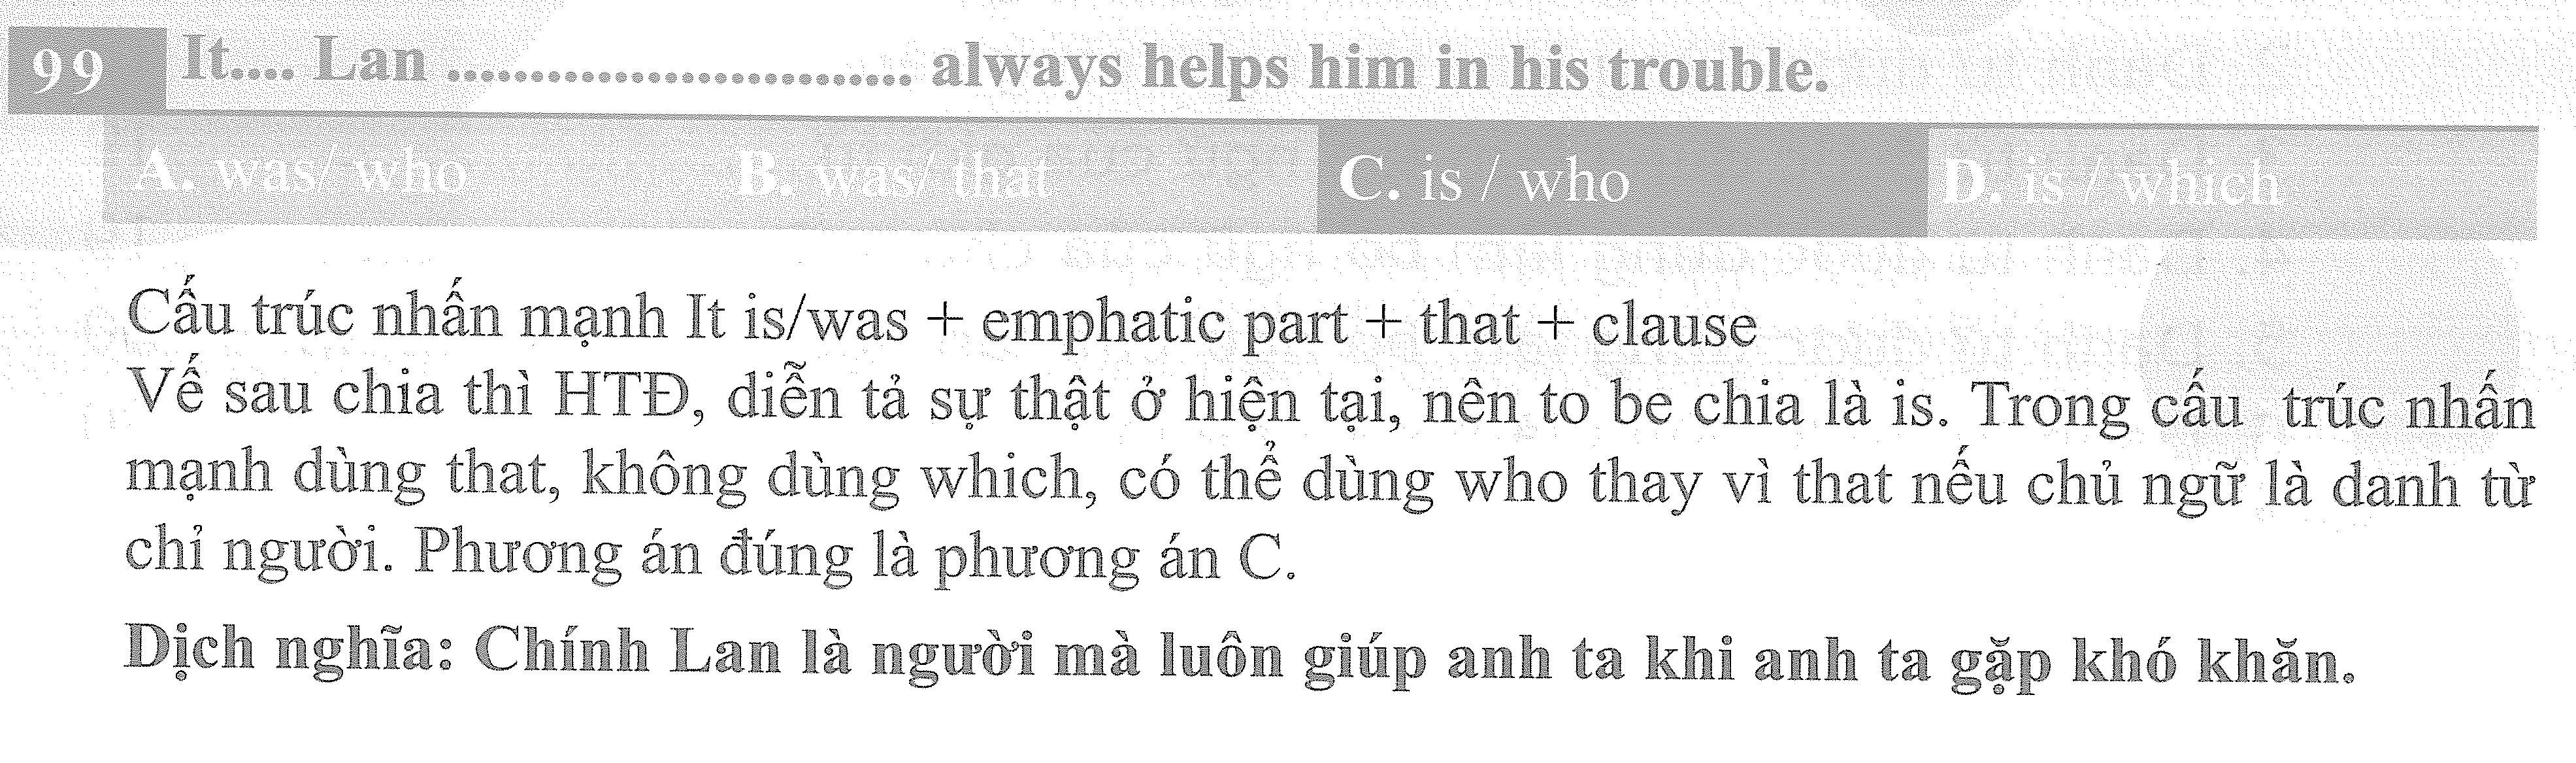 99 It.... Lan ............................ always helps him in his trouble.
A. was/ who B. was/ that C. is / who D. is / which
Cấu trúc nhấn mạnh It is/was + emphatic part + that + clause
Vế sau chia thì HTĐ, diễn tả sự thật ở hiện tại, nên to be chia là is. Trong cấu trúc nhấn
mạnh dùng that, không dùng which, có thể dùng who thay vì that nếu chủ ngữ là danh từ
chỉ người. Phương án đúng là phương án C.
Dịch nghĩa: Chính Lan là người mà luôn giúp anh ta khi anh ta gặp khó khăn.